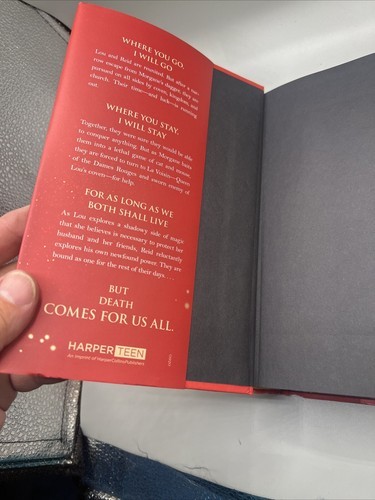 WHERE YOU GO,
I WILL GO
Lou and Reid are reunited. But after a nar-
row escape from Morgane's dagger, they are
pursued on all sides by coven, kingdom, and
church. Their time—and luck—is running
out.
WHERE YOU STAY,
I WILL STAY
Together, they were sure they would be able
to conquer anything. But as Morgane baits
them into a lethal game of cat and mouse,
they are forced to turn to La Voisin—Queen
of the Dames Rouges and sworn enemy of
Lou's coven—for help.
FOR AS LONG AS WE
BOTH SHALL LIVE
As Lou explores a shadowy side of magic
that she believes is necessary to protect her
husband and her friends, Reid reluctantly
explores his own newfound power. They are
bound as one for the rest of their days . . .
BUT
DEATH
COMES FOR US ALL.
HARPER TEEN
An Imprint of HarperCollinsPublishers